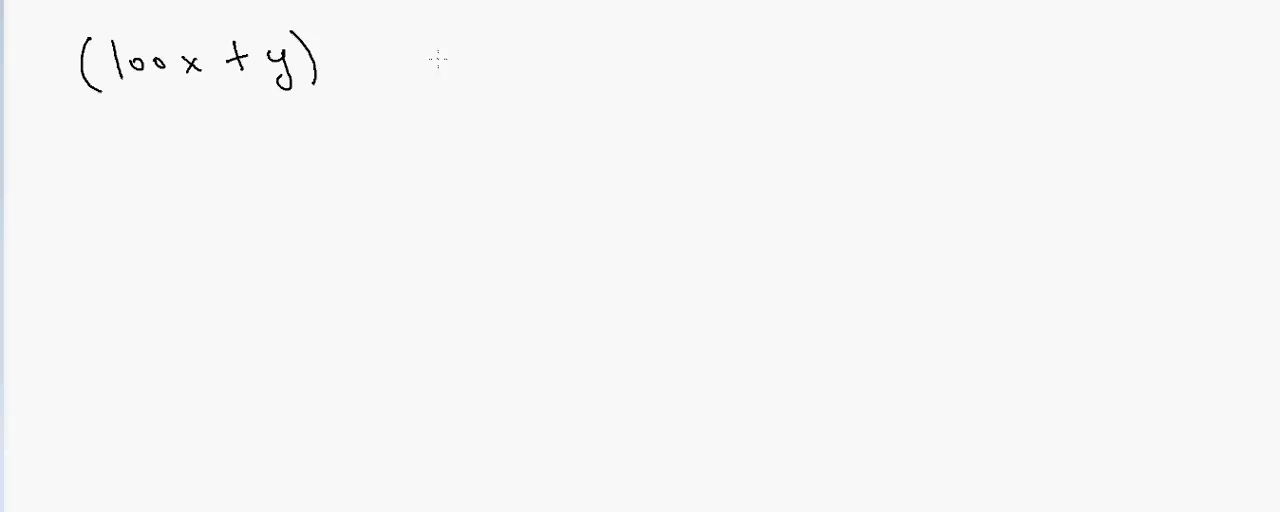 (100x + y)